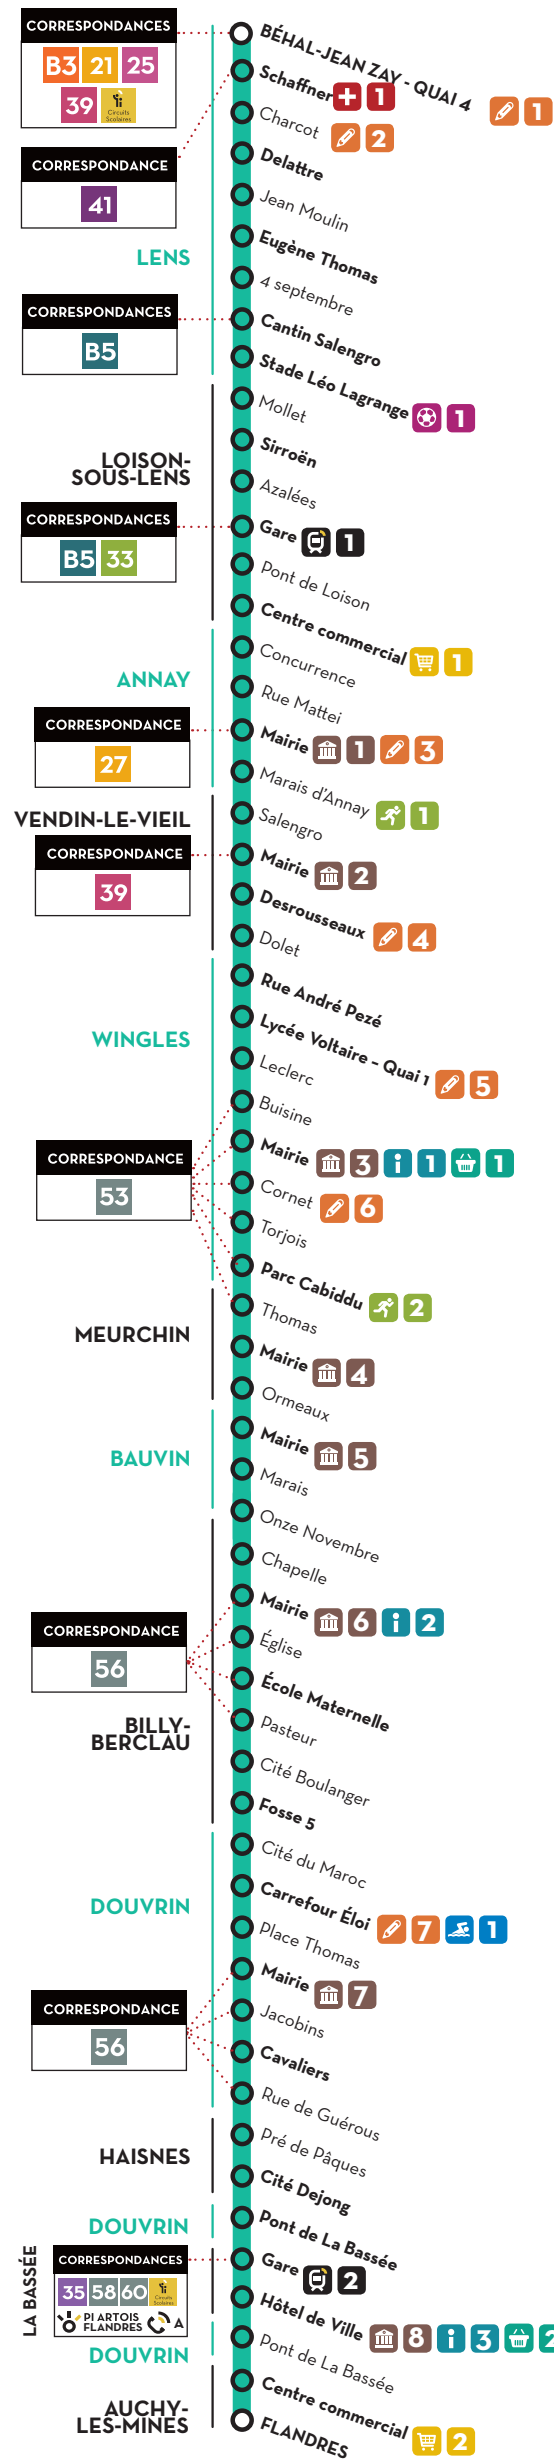 CORRESPONDANCES
B3 21 25
39 Circuits Scolaires
CORRESPONDANCE
41
LENS
CORRESPONDANCES
B5
LOISON-
SOUS-LENS
CORRESPONDANCES
B5 33
ANNAY
CORRESPONDANCE
27
VENDIN-LE-VIEIL
CORRESPONDANCE
39
WINGLES
CORRESPONDANCE
53
MEURCHIN
BAUVIN
CORRESPONDANCE
56
BILLY-
BERCLAU
DOUVRIN
CORRESPONDANCE
56
HAISNES
DOUVRIN
LA BASSÉE
CORRESPONDANCES
35 58 60 Circuits Scolaires
PI ARTOIS
FLANDRES A
DOUVRIN
AUCHY-
LES-MINES
BÉHAL-JEAN ZAY - QUAI 4 1
Schaffner 1
Charcot 2
Delattre
Jean Moulin
Eugène Thomas
4 septembre
Cantin Salengro
Stade Léo Lagrange 1
Mollet
Sirroën
Azalées
Gare 1
Pont de Loison
Centre commercial 1
Concurrence
Rue Mattei
Mairie 1 3
Marais d'Annay 1
Salengro
Mairie 2
Desrousseaux 4
Dolet
Rue André Pezé
Lycée Voltaire - Quai 1 5
Leclerc
Buisine
Mairie 3 i 1 1
Cornet 6
Torjois
Parc Cabiddu 2
Thomas
Mairie 4
Ormeaux
Mairie 5
Marais
Onze Novembre
Chapelle
Mairie 6 i 2
Église
École Maternelle
Pasteur
Cité Boulanger
Fosse 5
Cité du Maroc
Carrefour Éloi 7 1
Place Thomas
Mairie 7
Jacobins
Cavaliers
Rue de Guérous
Pré de Pâques
Cité Dejong
Pont de La Bassée
Gare 2
Hôtel de Ville 8 i 3 2
Pont de La Bassée
Centre commercial 2
FLANDRES